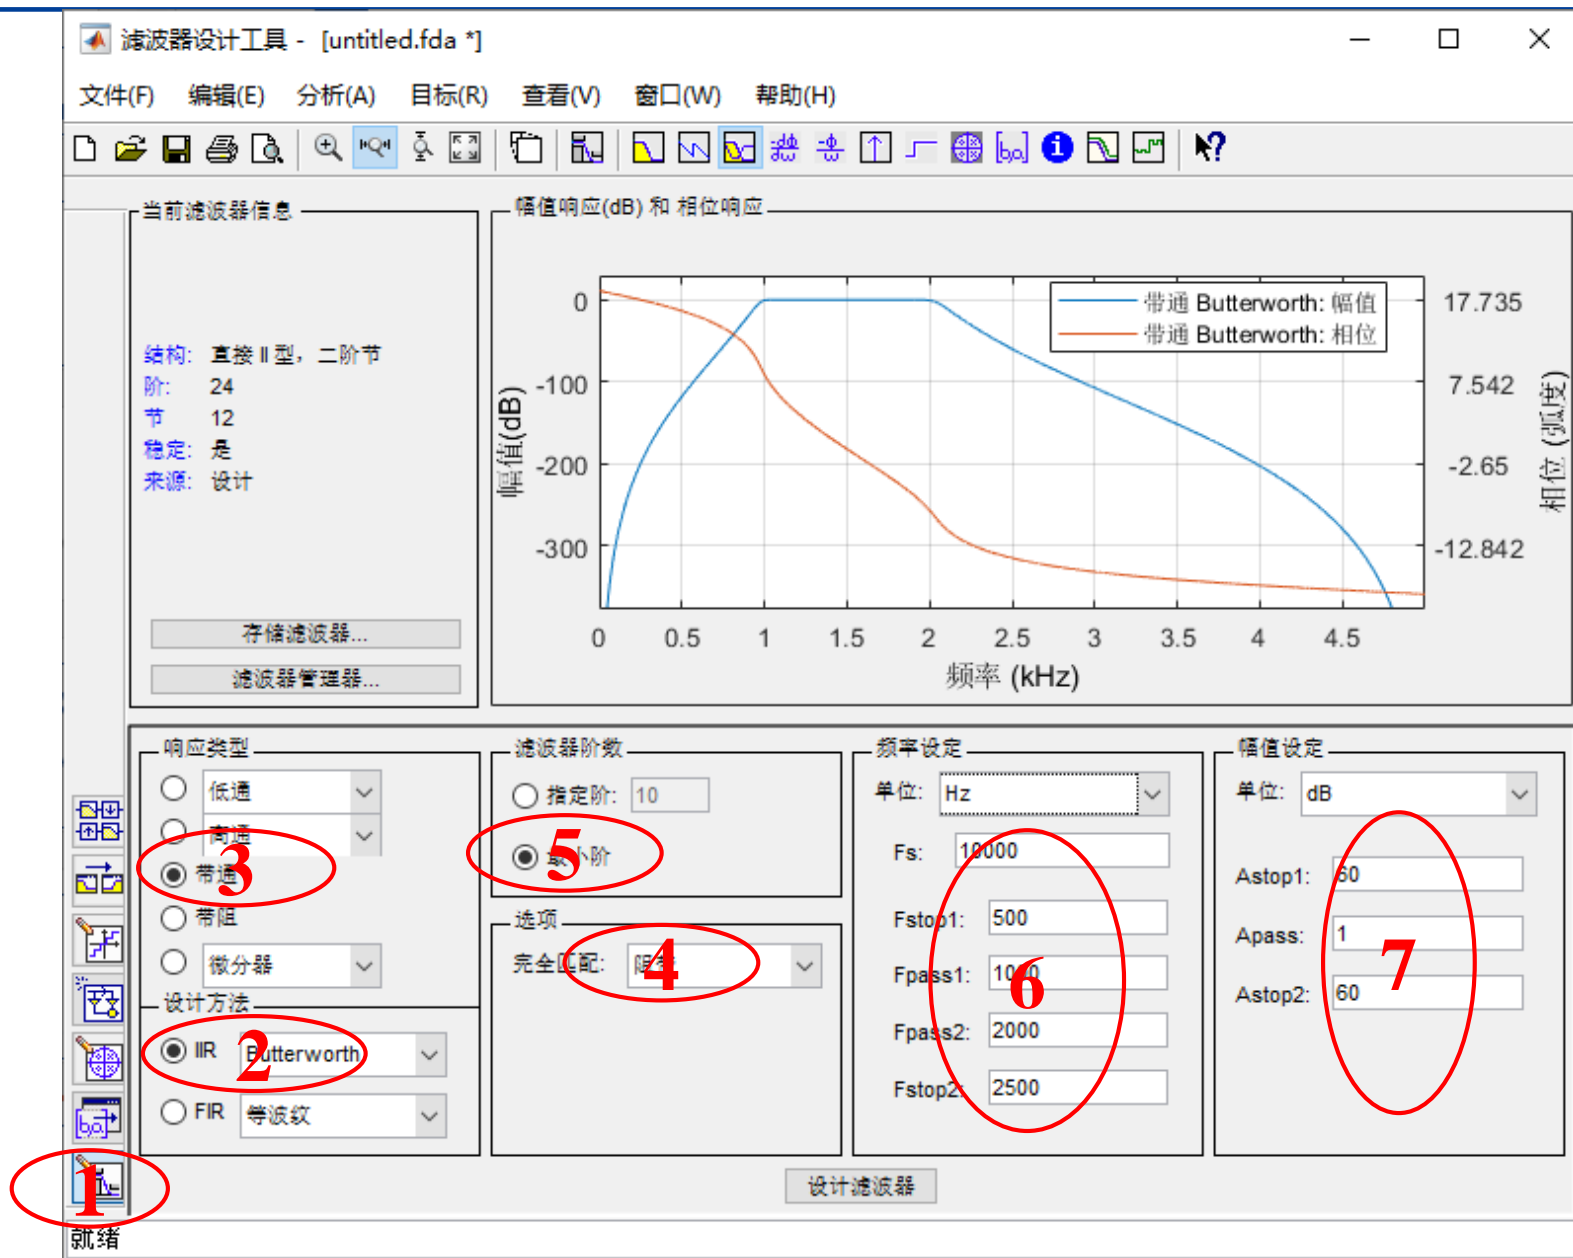 滤波器设计工具 - [untitled.fda *]
文件(F) 编辑(E) 分析(A) 目标(R) 查看(V) 窗口(W) 帮助(H)
当前滤波器信息
结构: 直接 II 型，二阶节
阶: 24
节 12
稳定: 是
来源: 设计
存储滤波器...
滤波器管理器...
幅值响应(dB) 和 相位响应
带通 Butterworth: 幅值
带通 Butterworth: 相位
0
-100
-200
-300
幅值(dB)
17.735
7.542
-2.65
-12.842
相位 (弧度)
0 0.5 1 1.5 2 2.5 3 3.5 4 4.5
频率 (kHz)
响应类型
低通
高通
带通
3
带阻
微分器
设计方法
IIR Butterworth
2
FIR 等波纹
滤波器阶数
指定阶: 10
最小阶
5
选项
完全匹配: 阻带
4
频率设定
单位: Hz
Fs: 10000
Fstop1: 500
Fpass1: 1000
6
Fpass2: 2000
Fstop2: 2500
幅值设定
单位: dB
Astop1: 60
Apass: 1
7
Astop2: 60
1
设计滤波器
就绪